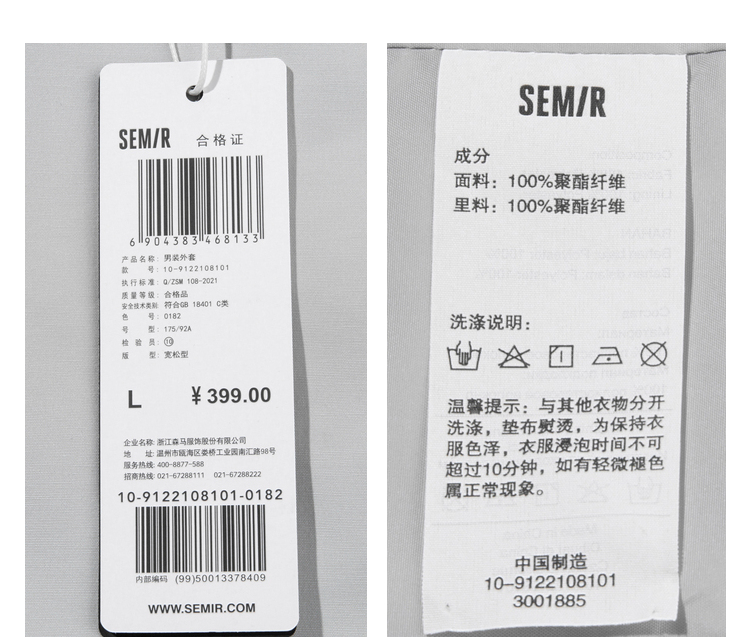 SEMIR 合格证
6 904383 468133
产品名称: 男装外套
款 号: 10-9122108101
执行标准: Q/ZSM 108-2021
质量等级: 合格品
安全技术类别: 符合GB 18401 C类
色 号: 0182
号 型: 175/92A
检 验 员: ⑩
版 型: 宽松型
L ¥399.00
企业名称: 浙江森马服饰股份有限公司
地 址: 温州市瓯海区娄桥工业园南汇路98号
服务热线: 400-8877-588
招商热线: 021-67288111 021-67288222
10-9122108101-0182
内部编码 (99)50013378409
WWW.SEMIR.COM
SEMIR
成分
面料: 100%聚酯纤维
里料: 100%聚酯纤维
洗涤说明:
温馨提示: 与其他衣物分开
洗涤, 垫布熨烫, 为保持衣
服色泽, 衣服浸泡时间不可
超过10分钟, 如有轻微褪色
属正常现象。
中国制造
10-9122108101
3001885